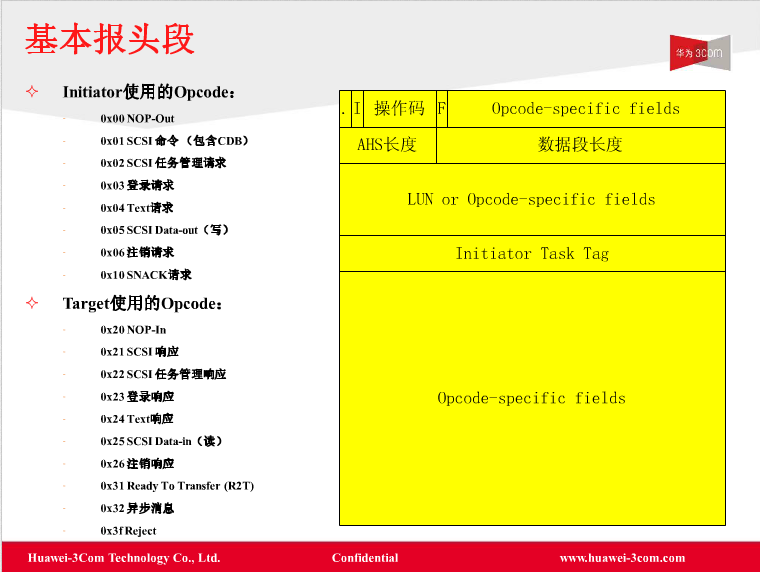 基本报头段
华为3com
Initiator使用的Opcode：
0x00 NOP-Out
0x01 SCSI 命令（包含CDB）
0x02 SCSI 任务管理请求
0x03 登录请求
0x04 Text请求
0x05 SCSI Data-out（写）
0x06 注销请求
0x10 SNACK请求
Target使用的Opcode：
0x20 NOP-In
0x21 SCSI 响应
0x22 SCSI 任务管理响应
0x23 登录响应
0x24 Text响应
0x25 SCSI Data-in（读）
0x26 注销响应
0x31 Ready To Transfer (R2T)
0x32 异步消息
0x3f Reject
. I 操作码 F Opcode-specific fields
AHS长度 数据段长度
LUN or Opcode-specific fields
Initiator Task Tag
Opcode-specific fields
Huawei-3Com Technology Co., Ltd. Confidential www.huawei-3com.com